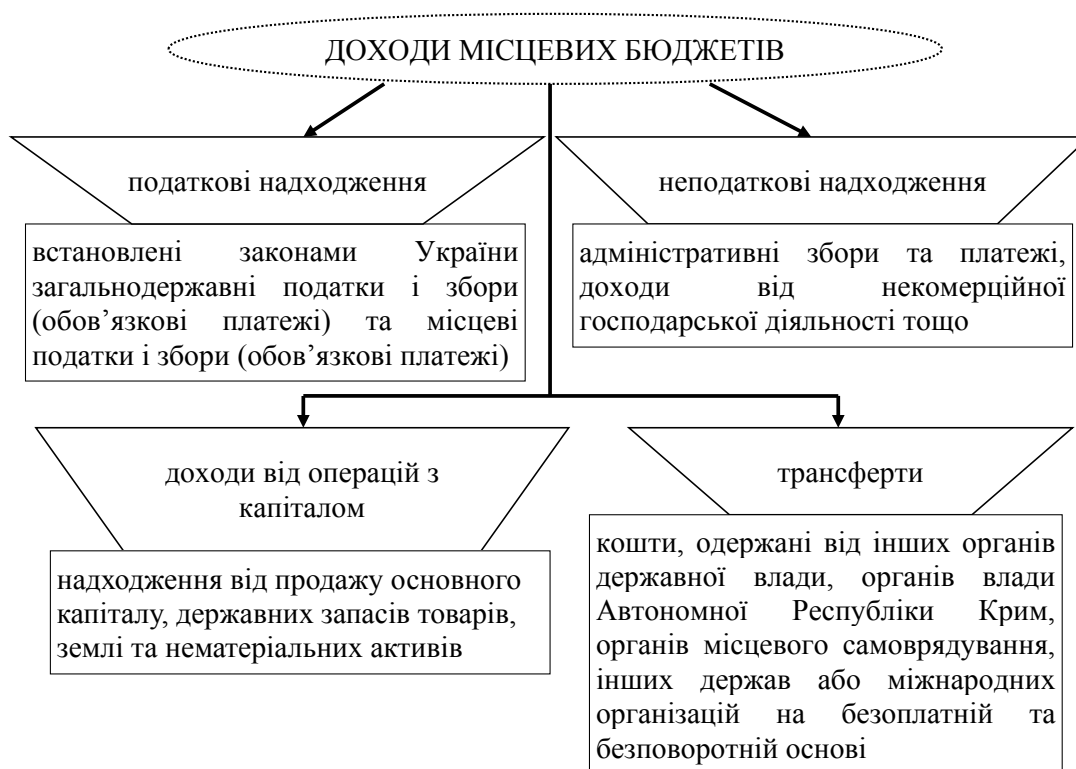 ДОХОДИ МІСЦЕВИХ БЮДЖЕТІВ
податкові надходження
встановлені законами України
загальнодержавні податки і збори
(обов’язкові платежі) та місцеві
податки і збори (обов’язкові платежі)
неподаткові надходження
адміністративні збори та платежі,
доходи від некомерційної
господарської діяльності тощо
доходи від операцій з
капіталом
надходження від продажу основного
капіталу, державних запасів товарів,
землі та нематеріальних активів
трансферти
кошти, одержані від інших органів
державної влади, органів влади
Автономної Республіки Крим,
органів місцевого самоврядування,
інших держав або міжнародних
організацій на безоплатній та
безповоротній основі